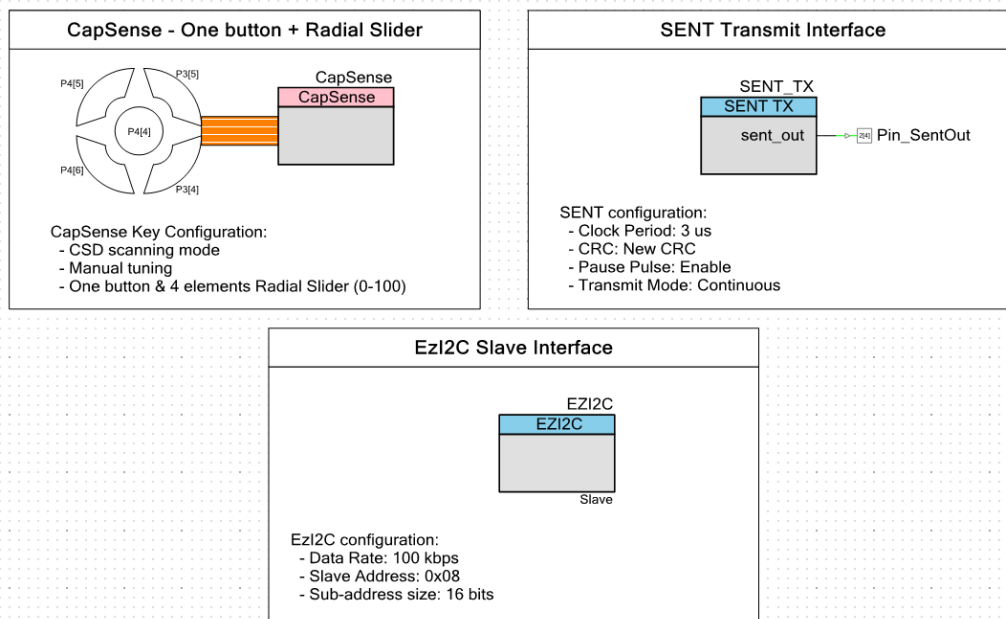 CapSense - One button + Radial Slider
P4[5]
P3[5]
P4[4]
P4[6]
P3[4]
CapSense
CapSense
CapSense Key Configuration:
- CSD scanning mode
- Manual tuning
- One button & 4 elements Radial Slider (0-100)
SENT Transmit Interface
SENT_TX
SENT TX
sent_out
2[4]
Pin_SentOut
SENT configuration:
- Clock Period: 3 us
- CRC: New CRC
- Pause Pulse: Enable
- Transmit Mode: Continuous
EzI2C Slave Interface
EZI2C
EZI2C
Slave
EzI2C configuration:
- Data Rate: 100 kbps
- Slave Address: 0x08
- Sub-address size: 16 bits